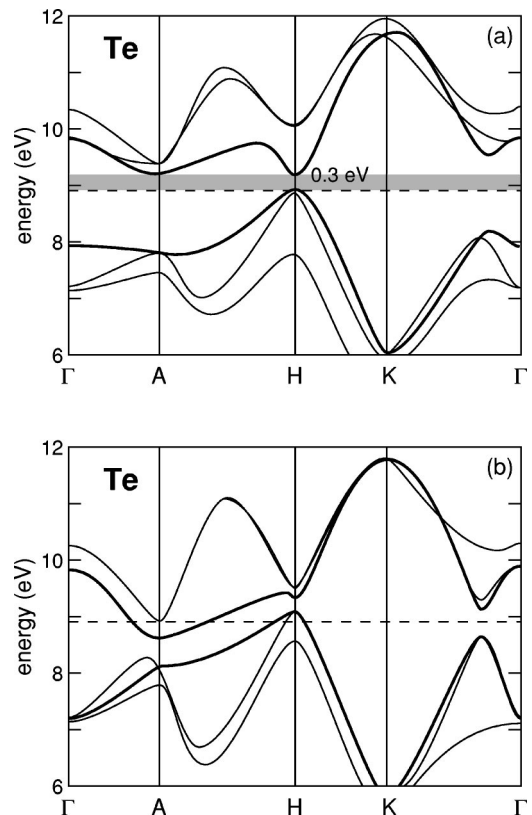 12
Te
(a)
10
0.3 eV
energy (eV)
8
6
Γ A H K Γ
12
Te
(b)
10
energy (eV)
8
6
Γ A H K Γ